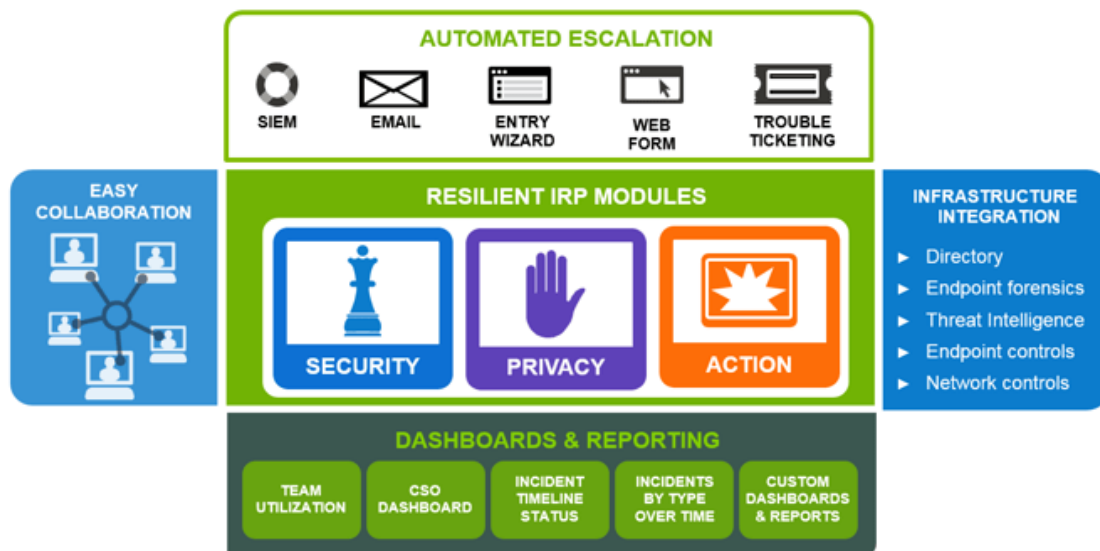 AUTOMATED ESCALATION
SIEM
EMAIL
ENTRY
WIZARD
WEB
FORM
TROUBLE
TICKETING
EASY
COLLABORATION
RESILIENT IRP MODULES
SECURITY
PRIVACY
ACTION
INFRASTRUCTURE
INTEGRATION
► Directory
► Endpoint forensics
► Threat Intelligence
► Endpoint controls
► Network controls
DASHBOARDS & REPORTING
TEAM
UTILIZATION
CSO
DASHBOARD
INCIDENT
TIMELINE
STATUS
INCIDENTS
BY TYPE
OVER TIME
CUSTOM
DASHBOARDS
& REPORTS